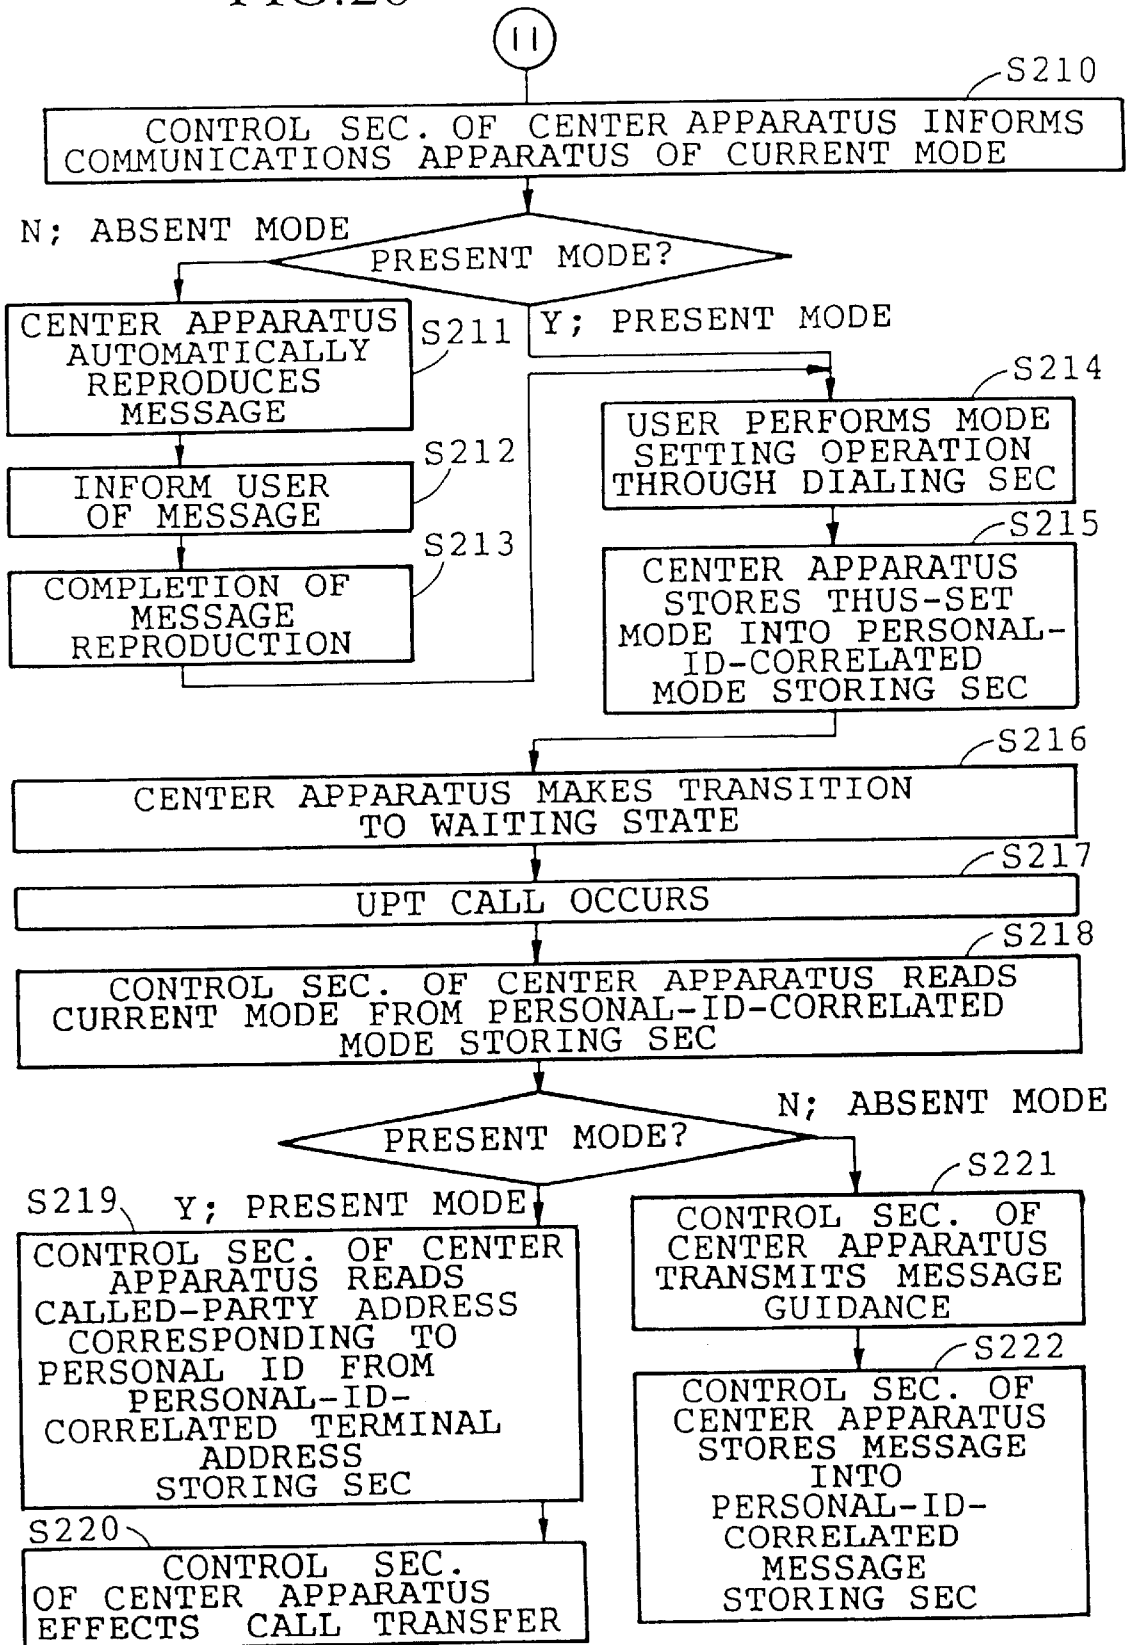 11
S210
CONTROL SEC. OF CENTER APPARATUS INFORMS
COMMUNICATIONS APPARATUS OF CURRENT MODE
N; ABSENT MODE
PRESENT MODE?
Y; PRESENT MODE
CENTER APPARATUS
AUTOMATICALLY
REPRODUCES
MESSAGE
S211
INFORM USER
OF MESSAGE
S212
COMPLETION OF
MESSAGE
REPRODUCTION
S213
S214
USER PERFORMS MODE
SETTING OPERATION
THROUGH DIALING SEC
S215
CENTER APPARATUS
STORES THUS-SET
MODE INTO PERSONAL-
ID-CORRELATED
MODE STORING SEC
S216
CENTER APPARATUS MAKES TRANSITION
TO WAITING STATE
S217
UPT CALL OCCURS
S218
CONTROL SEC. OF CENTER APPARATUS READS
CURRENT MODE FROM PERSONAL-ID-CORRELATED
MODE STORING SEC
N; ABSENT MODE
PRESENT MODE?
S219
Y; PRESENT MODE
CONTROL SEC. OF CENTER
APPARATUS READS
CALLED-PARTY ADDRESS
CORRESPONDING TO
PERSONAL ID FROM
PERSONAL-ID-
CORRELATED TERMINAL
ADDRESS
STORING SEC
S220
CONTROL SEC.
OF CENTER APPARATUS
EFFECTS CALL TRANSFER
S221
CONTROL SEC. OF
CENTER APPARATUS
TRANSMITS MESSAGE
GUIDANCE
S222
CONTROL SEC. OF
CENTER APPARATUS
STORES MESSAGE
INTO
PERSONAL-ID-
CORRELATED
MESSAGE
STORING SEC